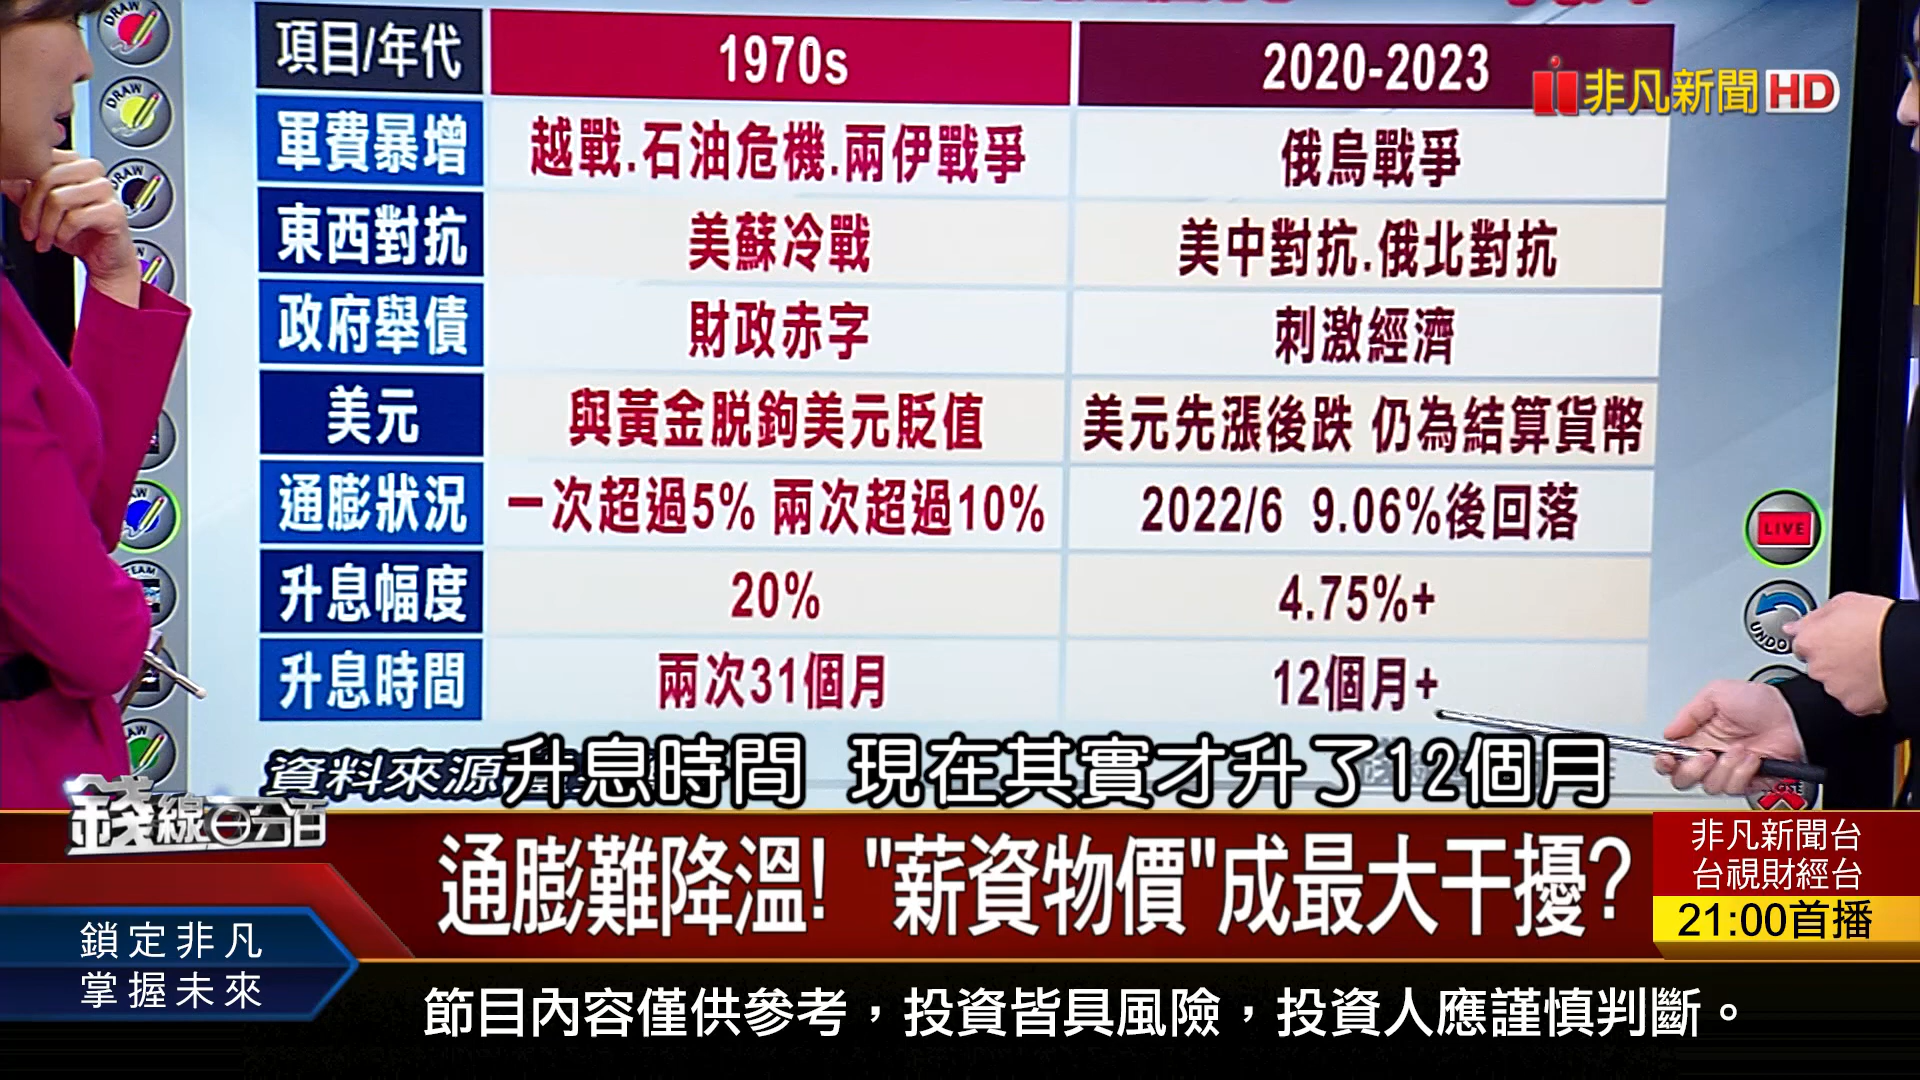 項目/年代 1970s 2020-2023
非凡新聞HD
軍費暴增 越戰.石油危機.兩伊戰爭 俄烏戰爭
東西對抗 美蘇冷戰 美中對抗.俄北對抗
政府舉債 財政赤字 刺激經濟
美元 與黃金脱鉤美元貶值 美元先漲後跌 仍為結算貨幣
通膨狀況 一次超過5% 兩次超過10% 2022/6 9.06%後回落
升息幅度 20% 4.75%+
升息時間 兩次31個月 12個月+
DRAW
DRAW
DRAW
LIVE
UNDO
資料來源
升息時間 現在其實才升了12個月
錢線百分百
通膨難降溫! "薪資物價"成最大干擾?
非凡新聞台
台視財經台
21:00首播
鎖定非凡
掌握未來
節目內容僅供參考，投資皆具風險，投資人應謹慎判斷。